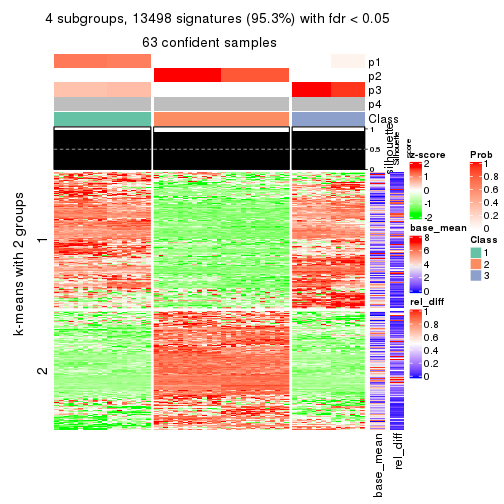 4 subgroups, 13498 signatures (95.3%) with fdr < 0.05
63 confident samples
p1
p2
p3
p4
Class
1
0.5
0
silhouette
Silhouette
score
k-means with 2 groups
1
2
base_mean
rel_diff
z-score
2
1
0
-1
-2
base_mean
8
6
4
2
0
rel_diff
1
0.8
0.6
0.4
0.2
0
Prob
1
0.8
0.6
0.4
0.2
0
Class
1
2
3